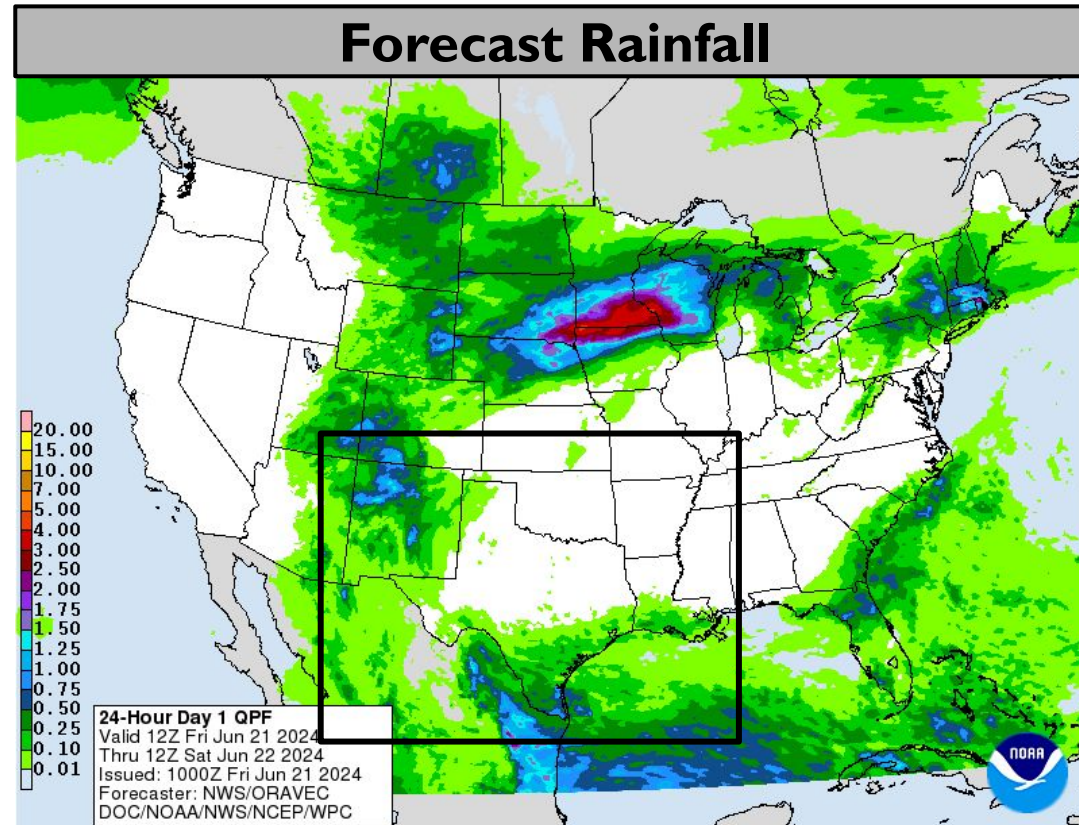 Forecast Rainfall
20.00
15.00
10.00
7.00
5.00
4.00
3.00
2.50
2.00
1.75
1.50
1.25
1.00
0.75
0.50
0.25
0.10
0.01
24-Hour Day 1 QPF
Valid 12Z Fri Jun 21 2024
Thru 12Z Sat Jun 22 2024
Issued: 1000Z Fri Jun 21 2024
Forecaster: NWS/ORAVEC
DOC/NOAA/NWS/NCEP/WPC
NOAA